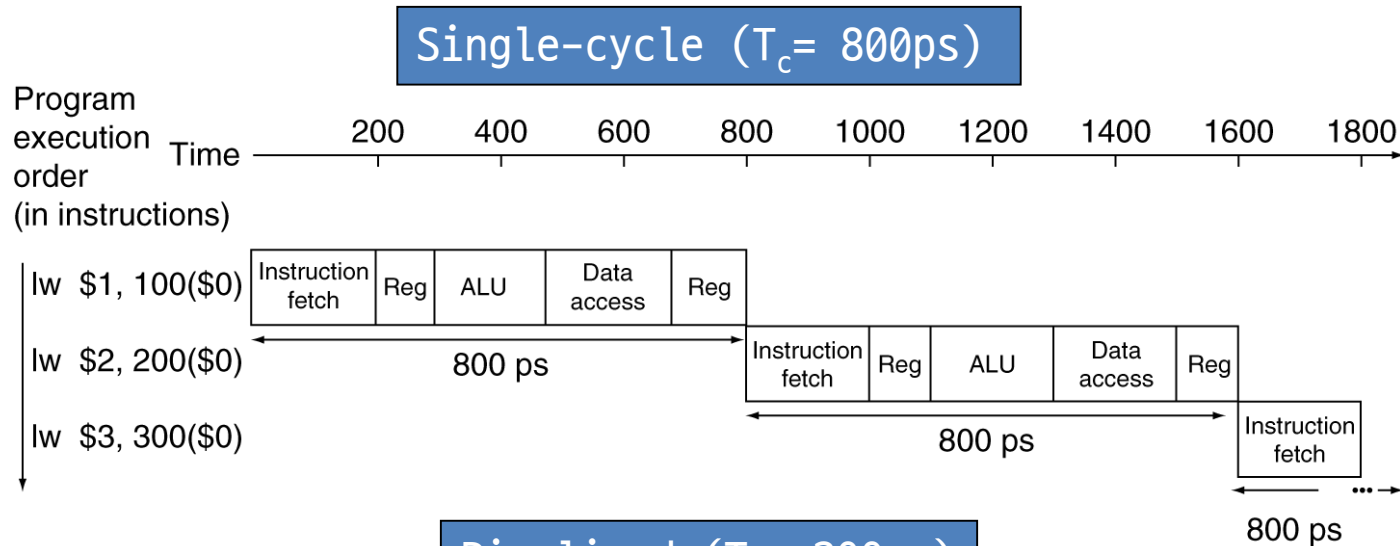 Single-cycle (Tc= 800ps)
Program
execution
order
(in instructions)
Time
200 400 600 800 1000 1200 1400 1600 1800
lw $1, 100($0)
Instruction
fetch
Reg
ALU
Data
access
Reg
800 ps
lw $2, 200($0)
Instruction
fetch
Reg
ALU
Data
access
Reg
800 ps
lw $3, 300($0)
Instruction
fetch
...
800 ps